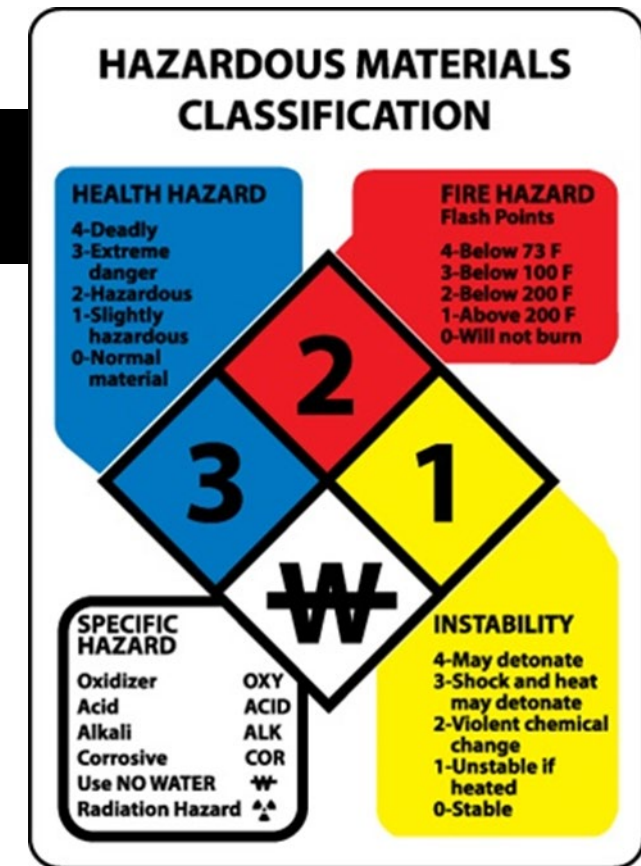 HAZARDOUS MATERIALS
CLASSIFICATION
HEALTH HAZARD
4-Deadly
3-Extreme
danger
2-Hazardous
1-Slightly
hazardous
0-Normal
material
FIRE HAZARD
Flash Points
4-Below 73 F
3-Below 100 F
2-Below 200 F
1-Above 200 F
0-Will not burn
2
3
1
W
SPECIFIC
HAZARD
Oxidizer OXY
Acid ACID
Alkali ALK
Corrosive COR
Use NO WATER W
Radiation Hazard
INSTABILITY
4-May detonate
3-Shock and heat
may detonate
2-Violent chemical
change
1-Unstable if
heated
0-Stable